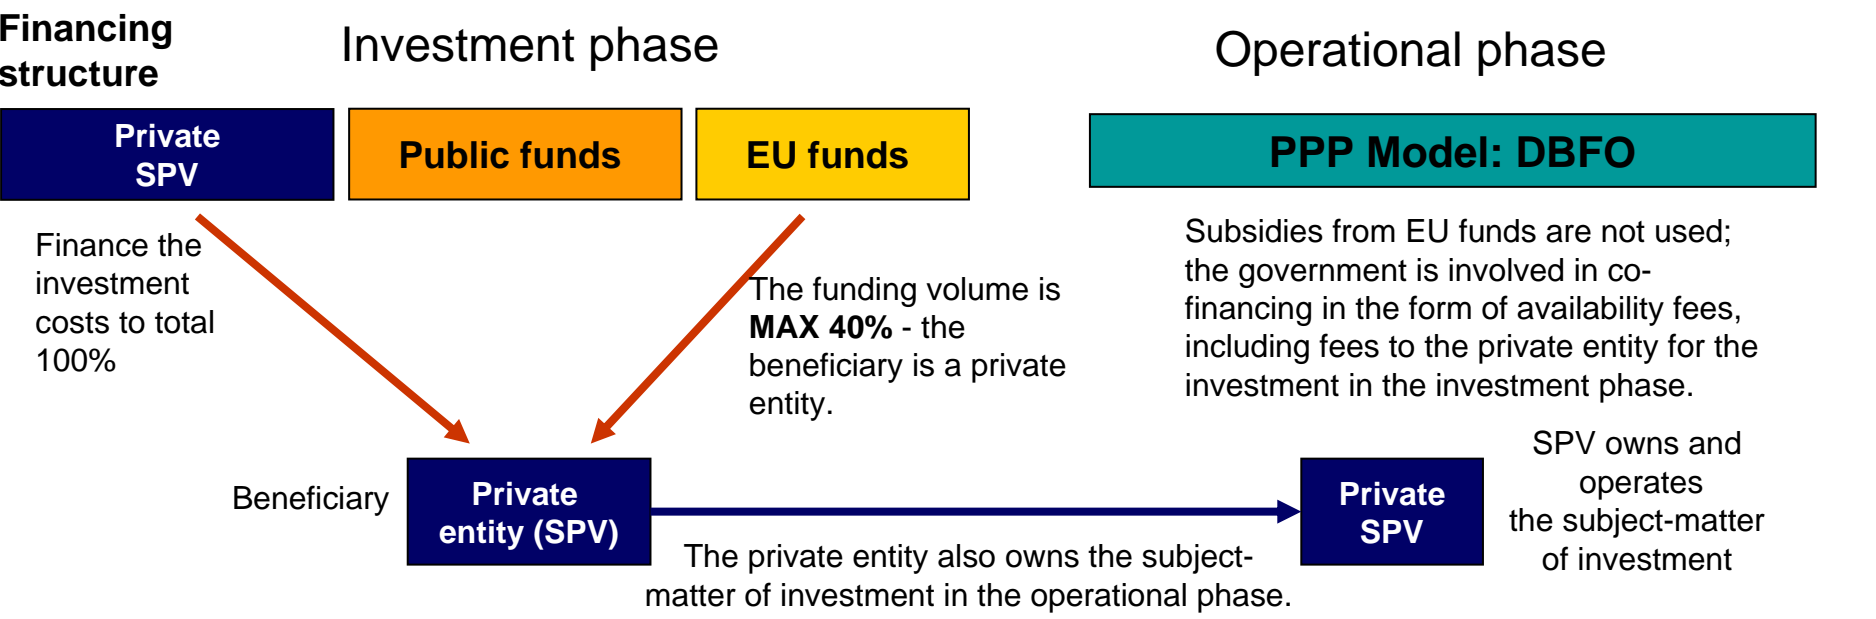 Financing
structure
Investment phase
Operational phase
Private
SPV
Public funds
EU funds
PPP Model: DBFO
Finance the
investment
costs to total
100%
The funding volume is
MAX 40% - the
beneficiary is a private
entity.
Subsidies from EU funds are not used;
the government is involved in co-
financing in the form of availability fees,
including fees to the private entity for the
investment in the investment phase.
Beneficiary
Private
entity (SPV)
The private entity also owns the subject-
matter of investment in the operational phase.
Private
SPV
SPV owns and
operates
the subject-matter
of investment